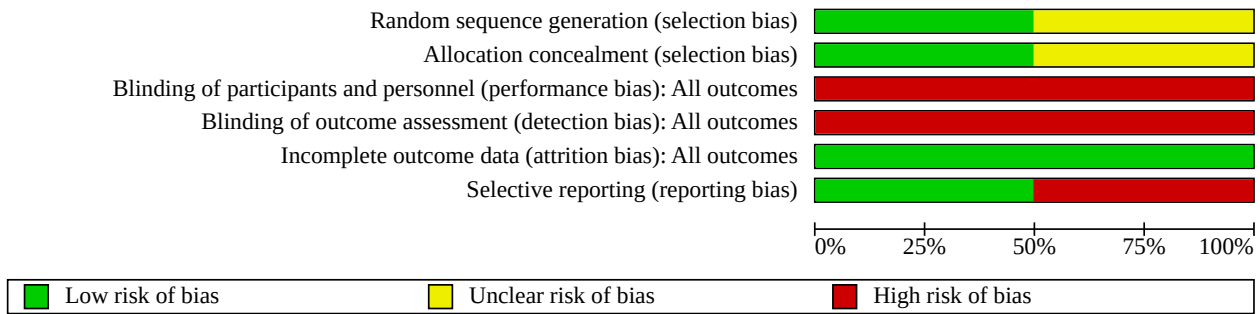 Random sequence generation (selection bias)
Allocation concealment (selection bias)
Blinding of participants and personnel (performance bias): All outcomes
Blinding of outcome assessment (detection bias): All outcomes
Incomplete outcome data (attrition bias): All outcomes
Selective reporting (reporting bias)
0% 25% 50% 75% 100%
Low risk of bias Unclear risk of bias High risk of bias